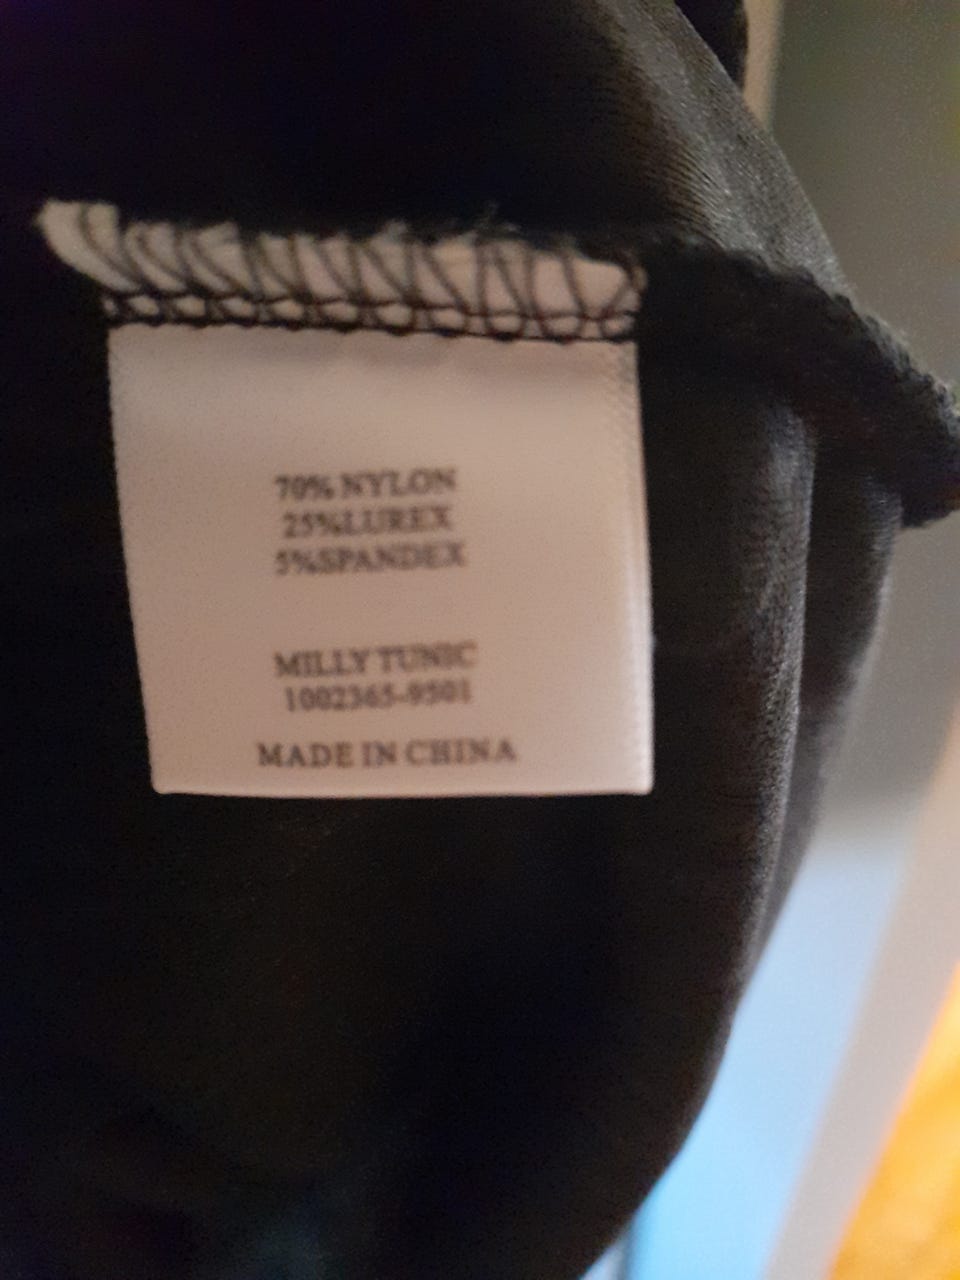 70% NYLON
25%LUREX
5%SPANDEX
MILLY TUNIC
1002365-9501
MADE IN CHINA